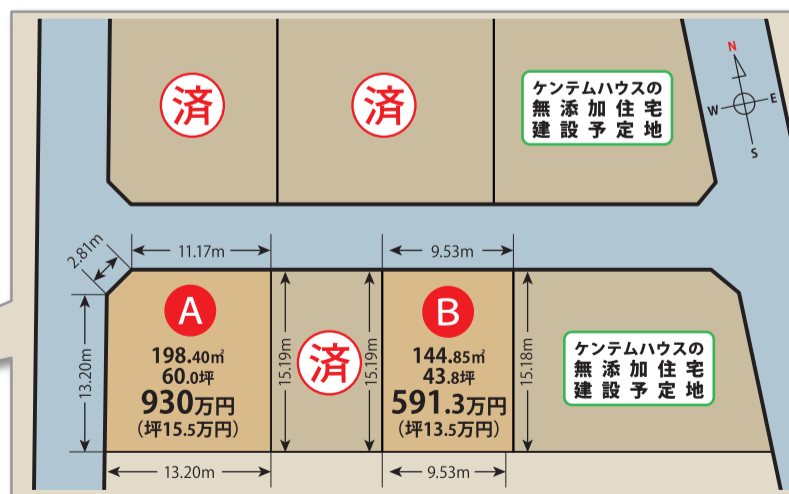 済
済
ケンテムハウスの
無添加住宅
建設予定地
N
W
E
S
2.81m
11.17m
9.53m
A
198.40㎡
60.0坪
930万円
（坪15.5万円）
13.20m
13.20m
15.19m
済
15.19m
B
144.85㎡
43.8坪
591.3万円
（坪13.5万円）
9.53m
15.18m
ケンテムハウスの
無添加住宅
建設予定地